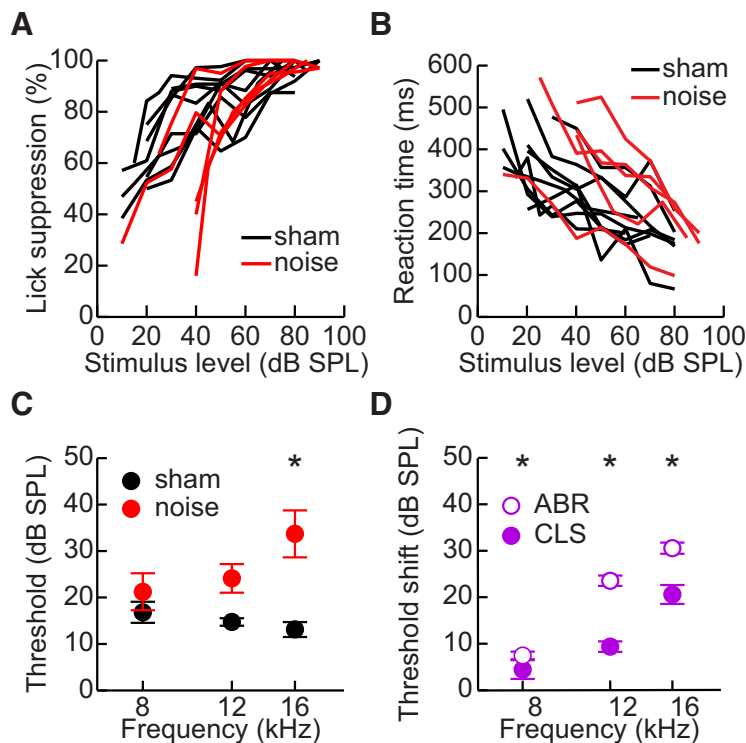 A
Lick suppression (%)
100
80
60
40
20
0
sham
noise
0 20 40 60 80 100
Stimulus level (dB SPL)
B
Reaction time (ms)
600
500
400
300
200
100
0
sham
noise
0 20 40 60 80 100
Stimulus level (dB SPL)
C
Threshold (dB SPL)
50
40
30
20
10
0
sham
noise
*
8 12 16
Frequency (kHz)
D
Threshold shift (dB SPL)
50
40
30
20
10
0
* * *
ABR
CLS
8 12 16
Frequency (kHz)